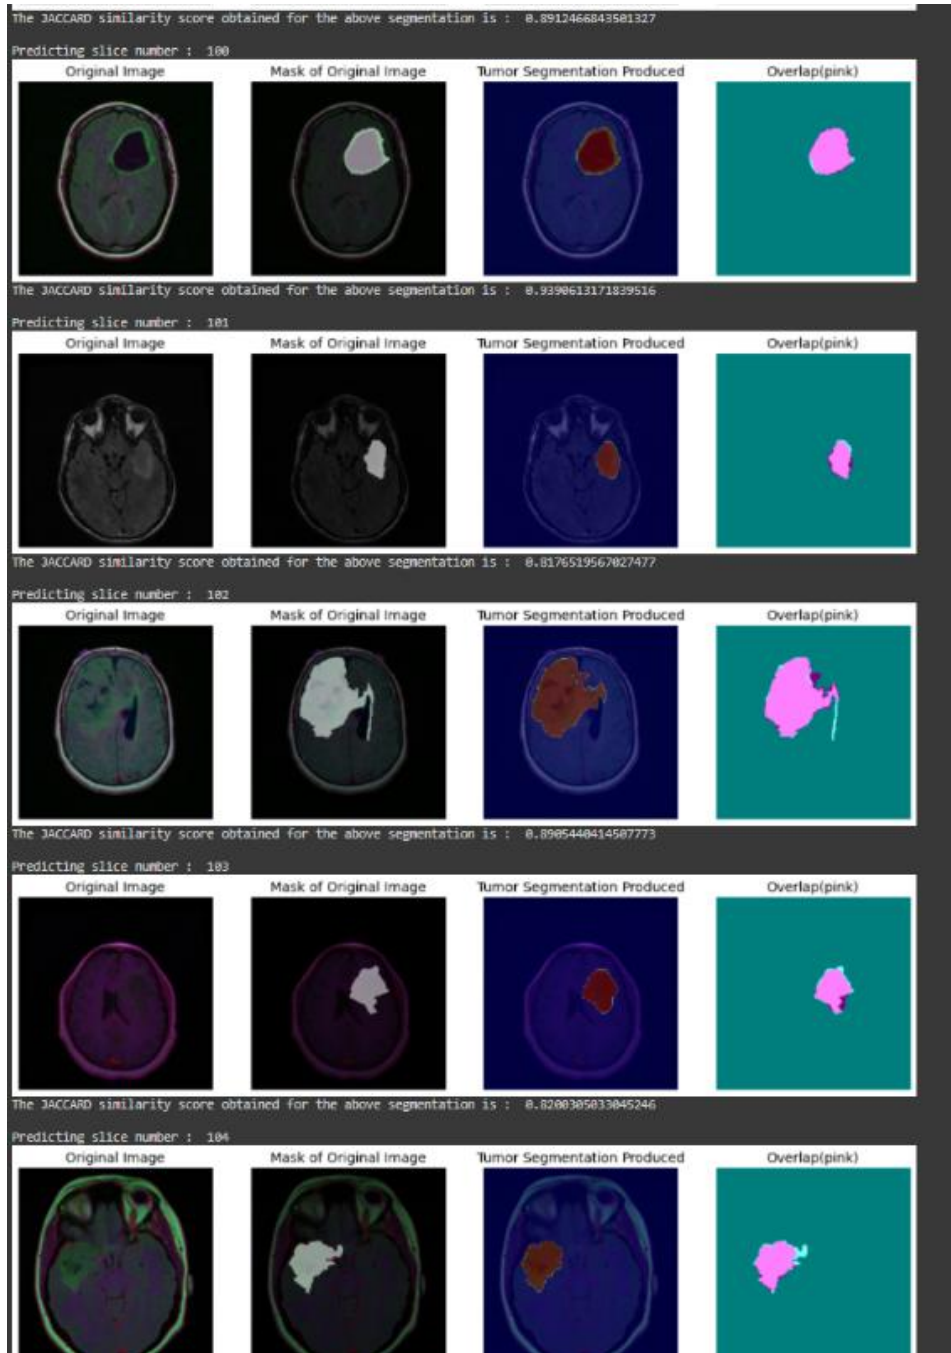 The JACCARD similarity score obtained for the above segmentation is : 0.8912466843501327
Predicting slice number : 100
Original Image Mask of Original Image Tumor Segmentation Produced Overlap(pink)
The JACCARD similarity score obtained for the above segmentation is : 0.9390613171839516
Predicting slice number : 101
Original Image Mask of Original Image Tumor Segmentation Produced Overlap(pink)
The JACCARD similarity score obtained for the above segmentation is : 0.8176519567027477
Predicting slice number : 102
Original Image Mask of Original Image Tumor Segmentation Produced Overlap(pink)
The JACCARD similarity score obtained for the above segmentation is : 0.8905440414507773
Predicting slice number : 103
Original Image Mask of Original Image Tumor Segmentation Produced Overlap(pink)
The JACCARD similarity score obtained for the above segmentation is : 0.8200305033045246
Predicting slice number : 104
Original Image Mask of Original Image Tumor Segmentation Produced Overlap(pink)